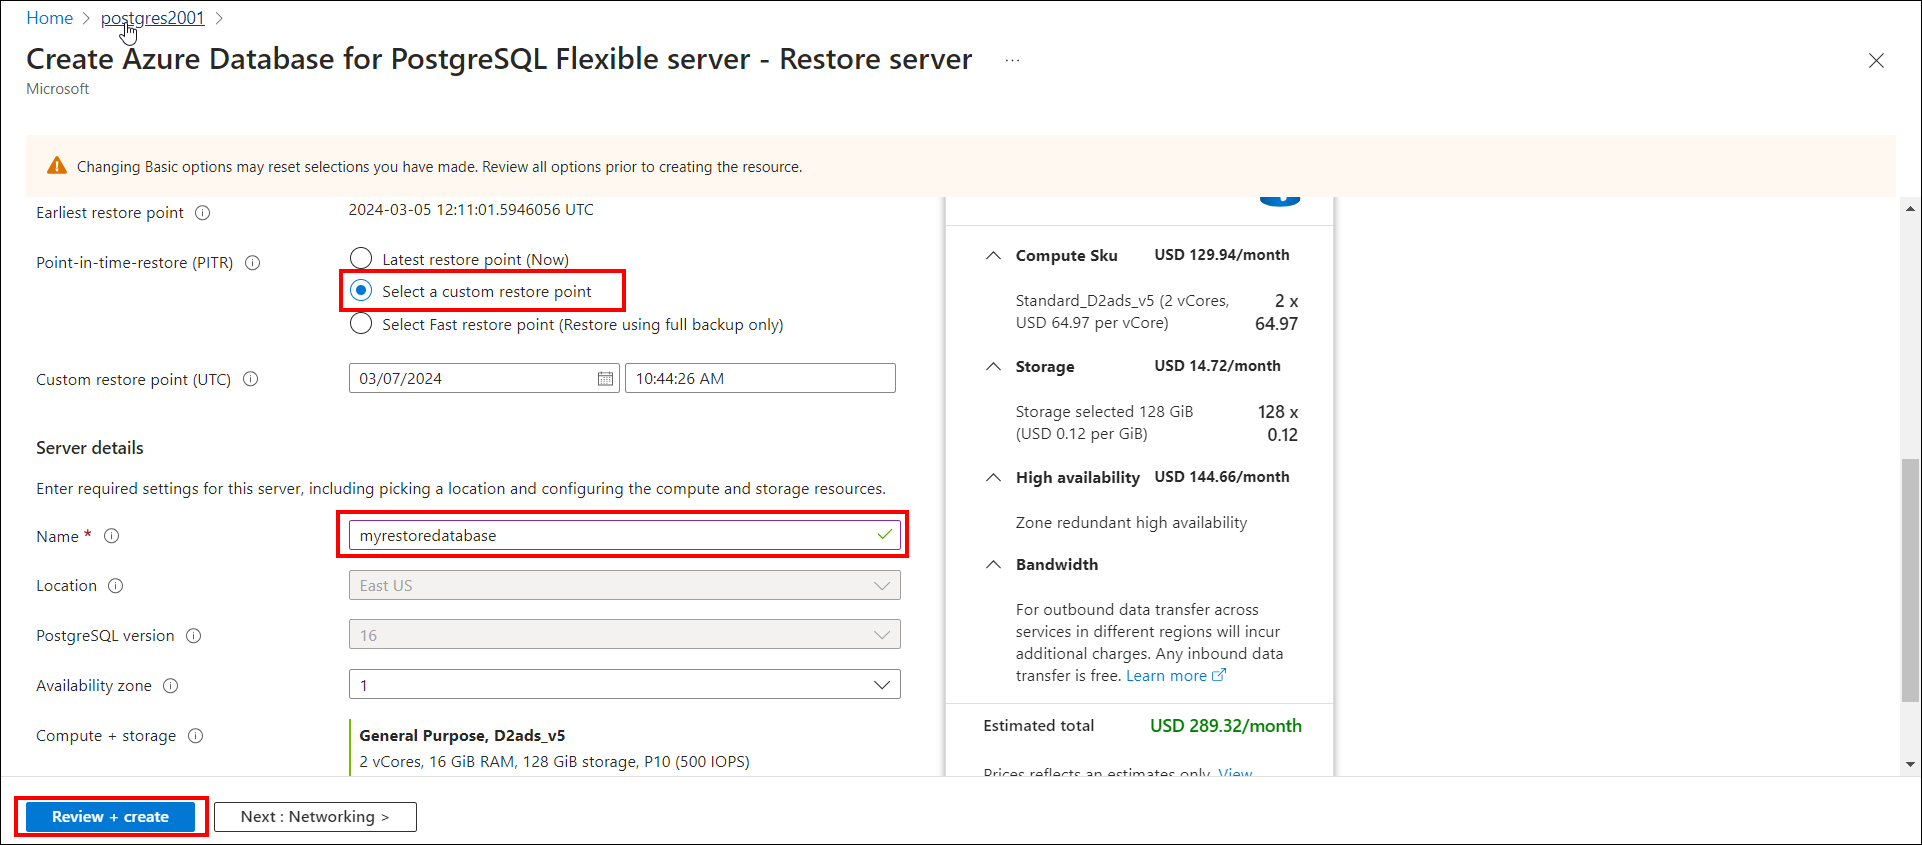 Home > postgres2001 >
Create Azure Database for PostgreSQL Flexible server - Restore server ...
Microsoft
Changing Basic options may reset selections you have made. Review all options prior to creating the resource.
Earliest restore point
2024-03-05 12:11:01.5946056 UTC
Point-in-time-restore (PITR)
Latest restore point (Now)
Select a custom restore point
Select Fast restore point (Restore using full backup only)
Custom restore point (UTC)
03/07/2024
10:44:26 AM
Server details
Enter required settings for this server, including picking a location and configuring the compute and storage resources.
Name *
myrestoredatabase
Location
East US
PostgreSQL version
16
Availability zone
1
Compute + storage
General Purpose, D2ads_v5
2 vCores, 16 GiB RAM, 128 GiB storage, P10 (500 IOPS)
Compute Sku USD 129.94/month
Standard_D2ads_v5 (2 vCores, 2 x
USD 64.97 per vCore) 64.97
Storage USD 14.72/month
Storage selected 128 GiB 128 x
(USD 0.12 per GiB) 0.12
High availability USD 144.66/month
Zone redundant high availability
Bandwidth
For outbound data transfer across
services in different regions will incur
additional charges. Any inbound data
transfer is free. Learn more
Estimated total USD 289.32/month
Prices reflects an estimates only. View
Review + create
Next : Networking >